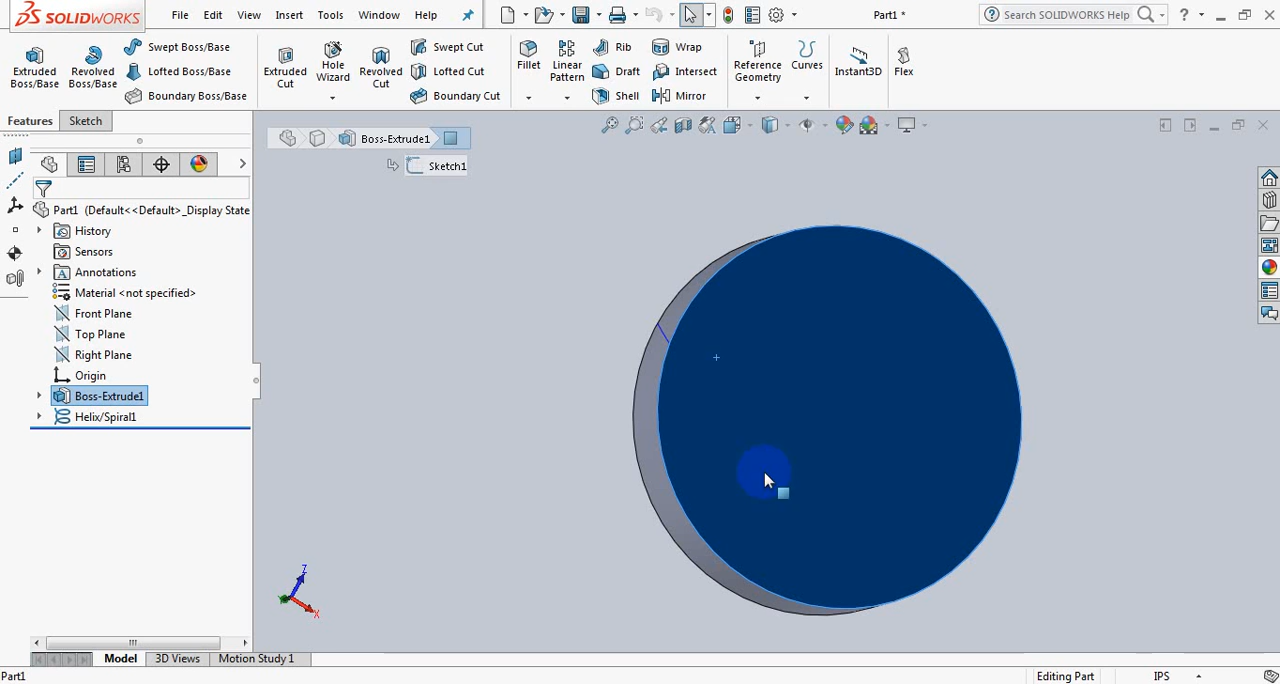 SOLIDWORKS File Edit View Insert Tools Window Help Part1 * Search SOLIDWORKS Help ?
Extruded Boss/Base
Revolved Boss/Base
Swept Boss/Base
Lofted Boss/Base
Boundary Boss/Base
Extruded Cut
Hole Wizard
Revolved Cut
Swept Cut
Lofted Cut
Boundary Cut
Fillet
Linear Pattern
Rib
Draft
Shell
Wrap
Intersect
Mirror
Reference Geometry
Curves
Instant3D
Flex
Features Sketch
Boss-Extrude1
Sketch1
Part1 (Default<<Default>_Display State
History
Sensors
Annotations
Material <not specified>
Front Plane
Top Plane
Right Plane
Origin
Boss-Extrude1
Helix/Spiral1
Z
X
Model 3D Views Motion Study 1
Part1 Editing Part IPS